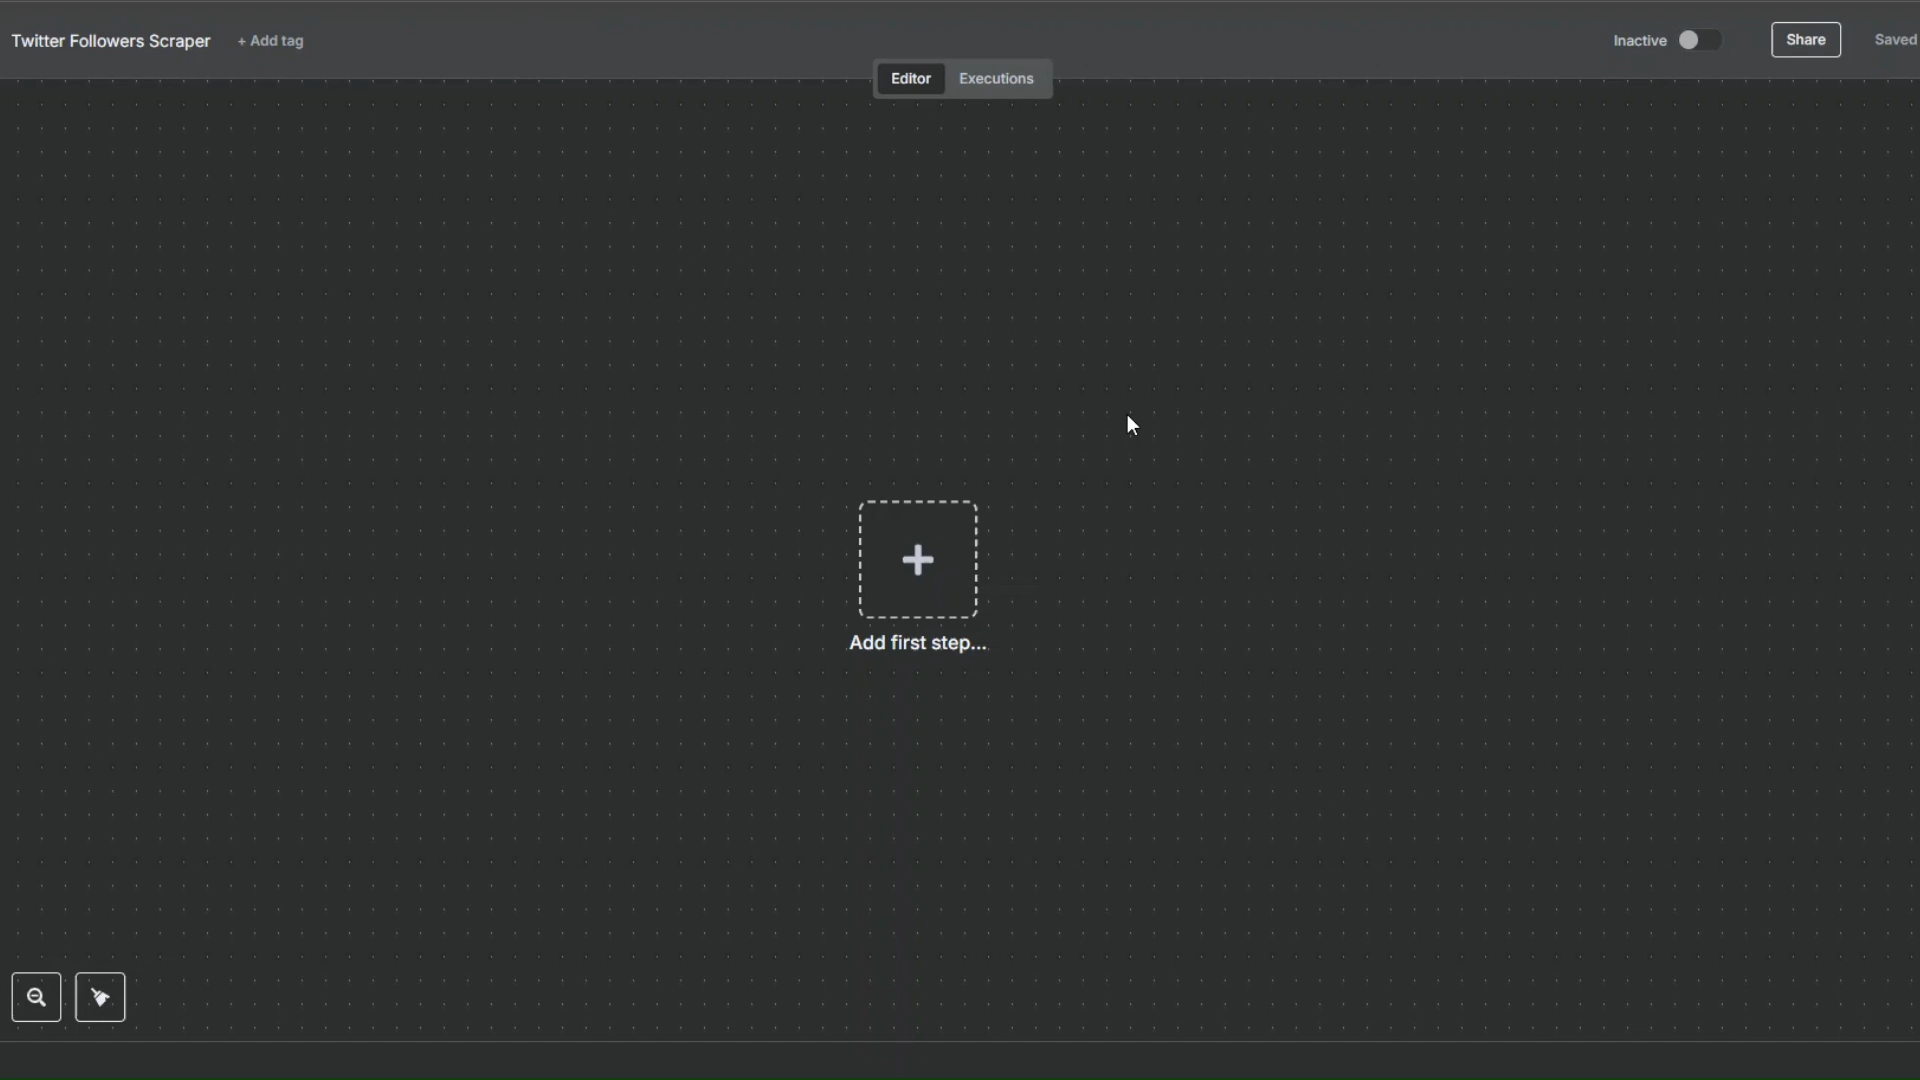 Twitter Followers Scraper + Add tag Inactive Share Saved
Editor Executions
Add first step...